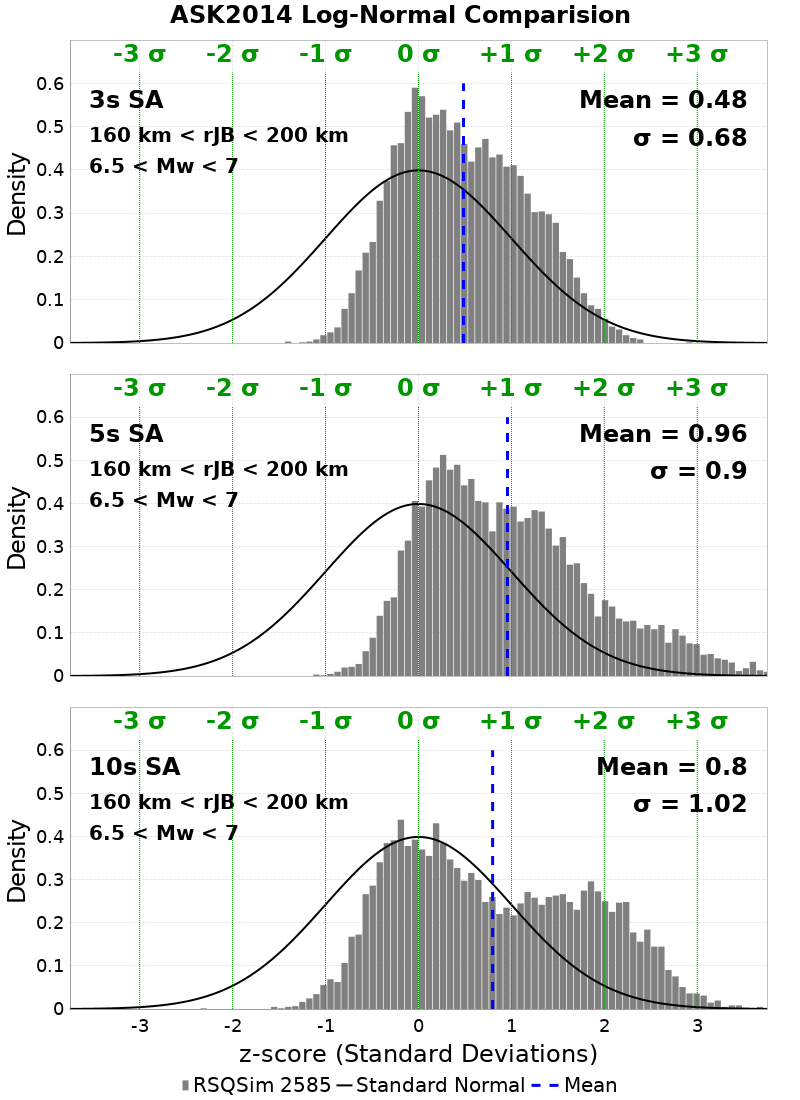 ASK2014 Log-Normal Comparision
-3 σ -2 σ -1 σ 0 σ +1 σ +2 σ +3 σ
0.6
3s SA Mean = 0.48
0.5
160 km < rJB < 200 km σ = 0.68
6.5 < Mw < 7
0.4
Density
0.3
0.2
0.1
0
-3 σ -2 σ -1 σ 0 σ +1 σ +2 σ +3 σ
0.6
5s SA Mean = 0.96
0.5
160 km < rJB < 200 km σ = 0.9
6.5 < Mw < 7
0.4
Density
0.3
0.2
0.1
0
-3 σ -2 σ -1 σ 0 σ +1 σ +2 σ +3 σ
0.6
10s SA Mean = 0.8
0.5
160 km < rJB < 200 km σ = 1.02
6.5 < Mw < 7
0.4
Density
0.3
0.2
0.1
0
-3 -2 -1 0 1 2 3
z-score (Standard Deviations)
RSQSim 2585 Standard Normal Mean